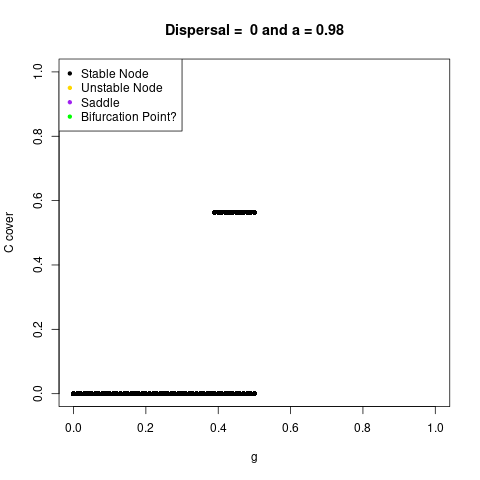 Dispersal =  0 and a = 0.98
Stable Node
Unstable Node
Saddle
Bifurcation Point?
C cover
1.0
0.8
0.6
0.4
0.2
0.0
0.0 0.2 0.4 0.6 0.8 1.0
g